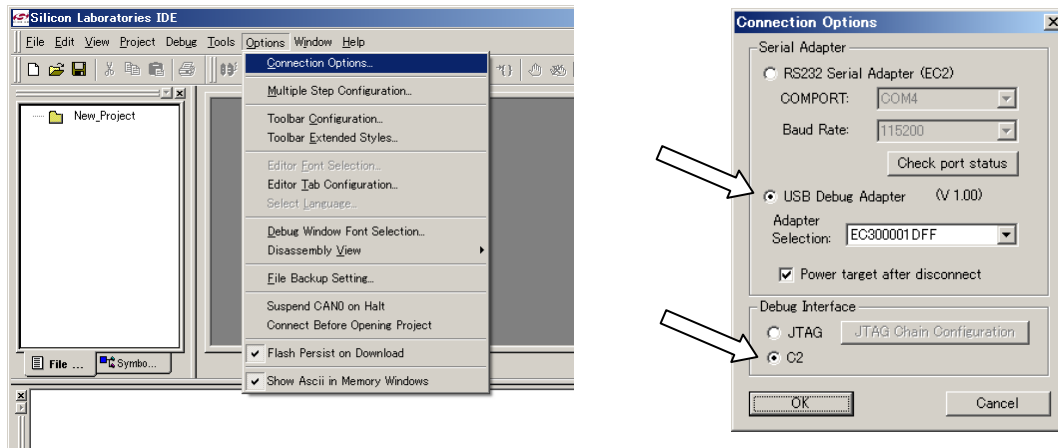 Silicon Laboratories IDE
File Edit View Project Debug Tools Options Window Help
New_Project
File ...
Symbo...
Connection Options...
Multiple Step Configuration...
Toolbar Configuration...
Toolbar Extended Styles...
Editor Font Selection...
Editor Tab Configuration...
Select Language...
Debug Window Font Selection...
Disassembly View
File Backup Setting...
Suspend CAN0 on Halt
Connect Before Opening Project
Flash Persist on Download
Show Ascii in Memory Windows
Connection Options
Serial Adapter
RS232 Serial Adapter (EC2)
COMPORT: COM4
Baud Rate: 115200
Check port status
USB Debug Adapter (V 1.00)
Adapter
Selection: EC300001DFF
Power target after disconnect
Debug Interface
JTAG JTAG Chain Configuration
C2
OK Cancel